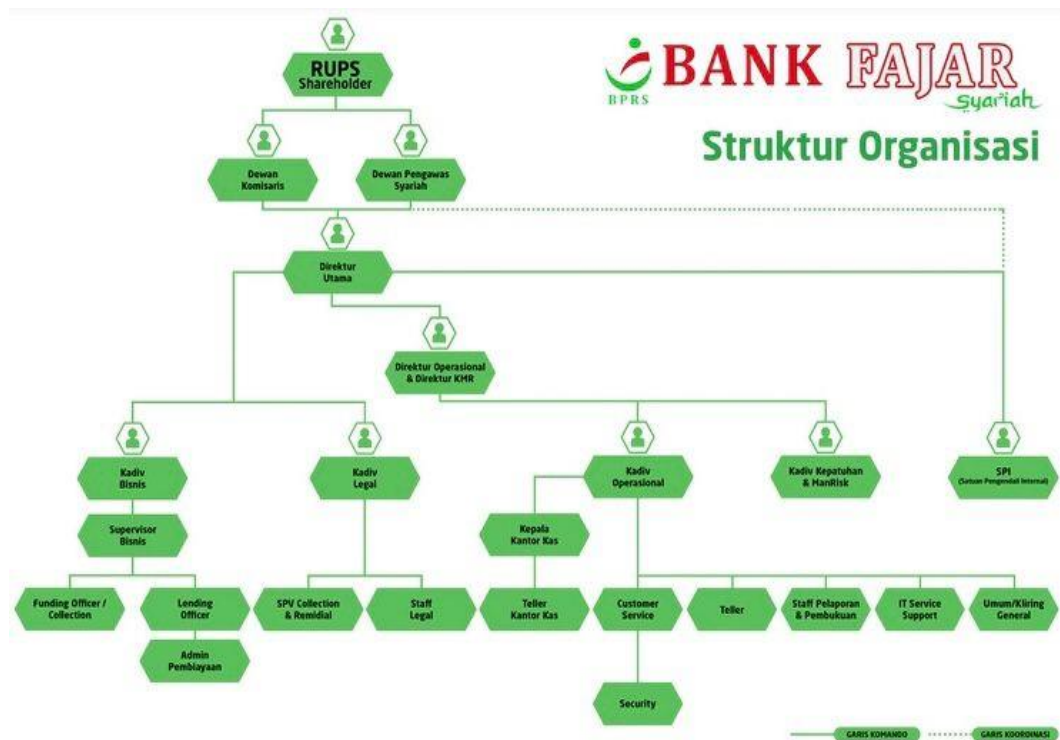 BANK FAJAR
BPRS
syariah
Struktur Organisasi
RUPS
Shareholder
Dewan
Komisaris
Dewan Pengawas
Syariah
Direktur
Utama
Direktur Operasional
& Direktur KMR
Kadiv
Bisnis
Kadiv
Legal
Kadiv
Operasional
Kadiv Kepatuhan
& ManRisk
SPI
(Satuan Pengendali Internal)
Supervisor
Bisnis
Kepala
Kantor Kas
Funding Officer /
Collection
Lending
Officer
SPV Collection
& Remidial
Staff
Legal
Teller
Kantor Kas
Customer
Service
Teller
Staff Pelaporan
& Pembukuan
IT Service
Support
Umum/Kliring
General
Admin
Pembiayaan
Security
GARIS KOMANDO
GARIS KOORDINASI